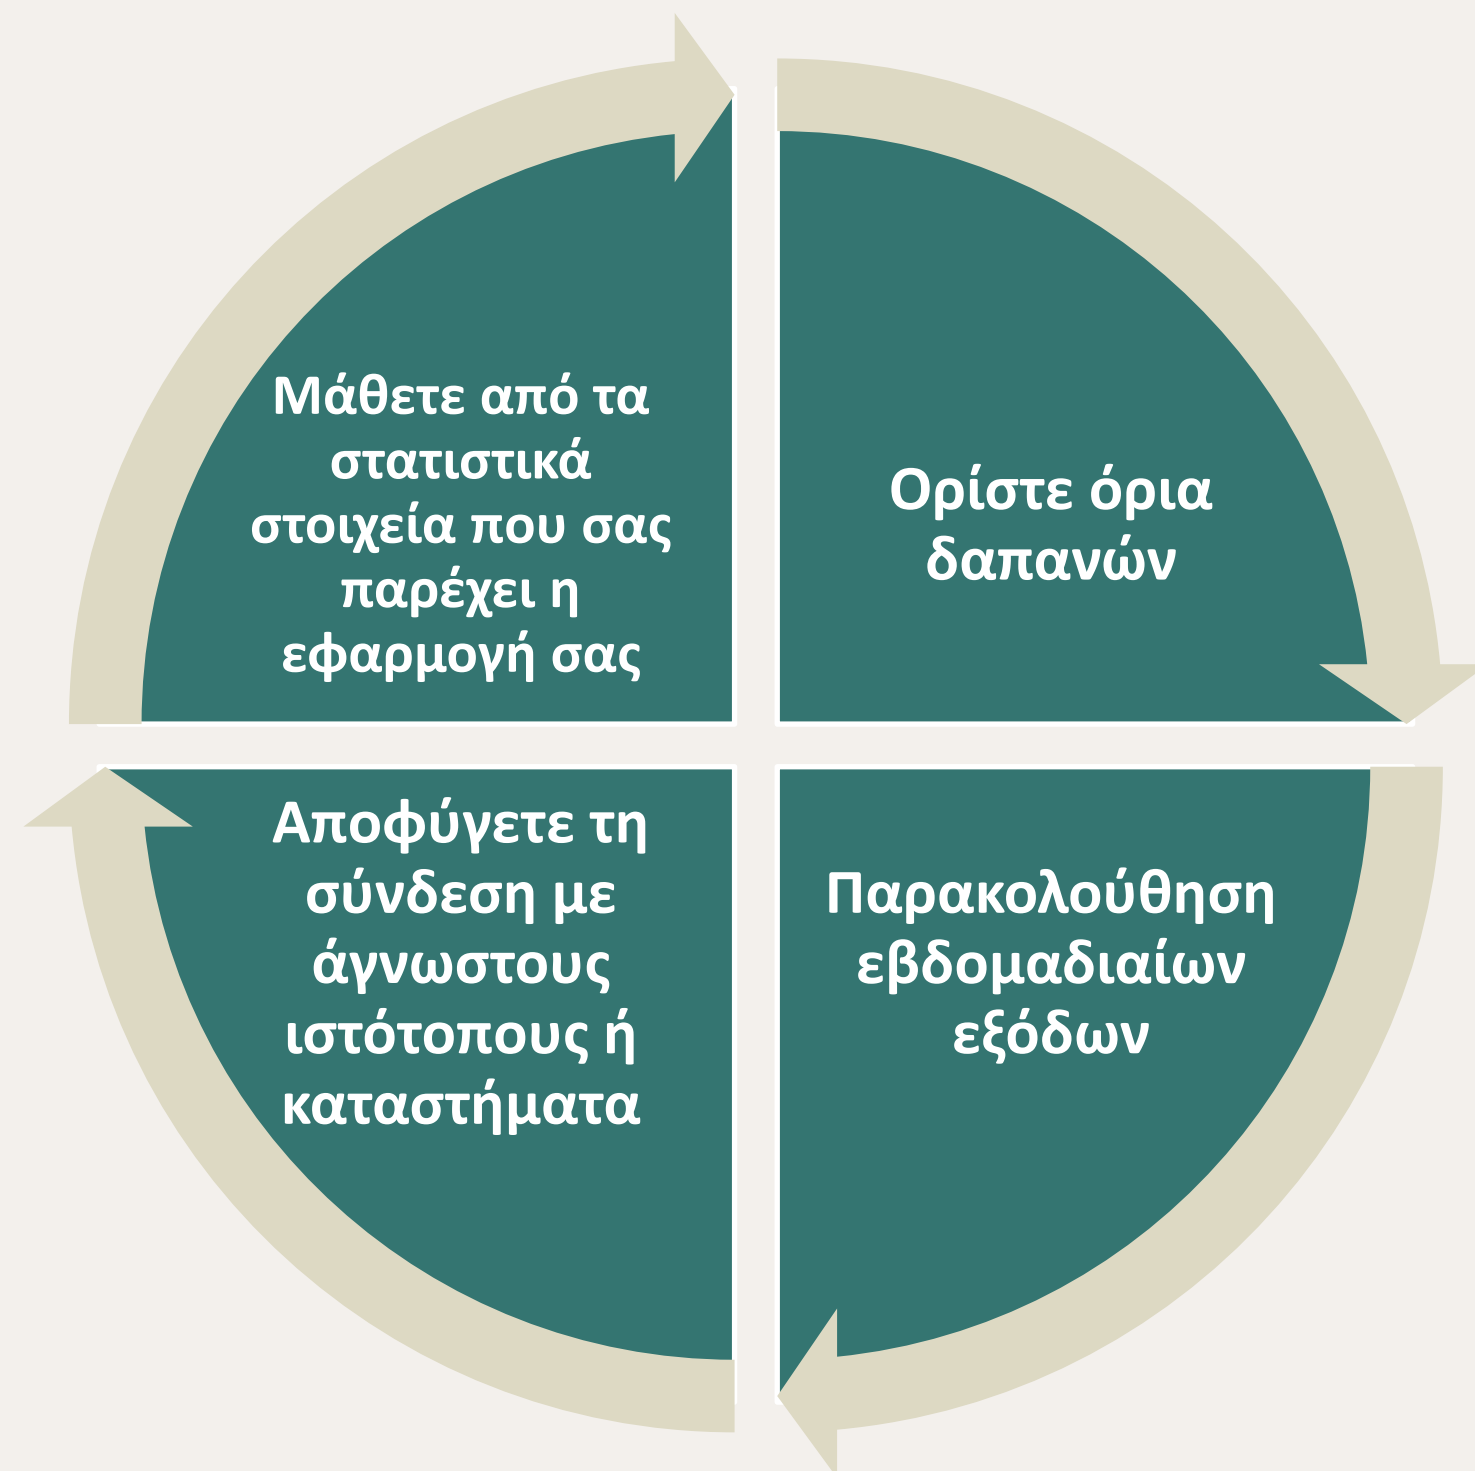 Μάθετε από τα
στατιστικά
στοιχεία που σας
παρέχει η
εφαρμογή σας
Ορίστε όρια
δαπανών
Αποφύγετε τη
σύνδεση με
άγνωστους
ιστότοπους ή
καταστήματα
Παρακολούθηση
εβδομαδιαίων
εξόδων